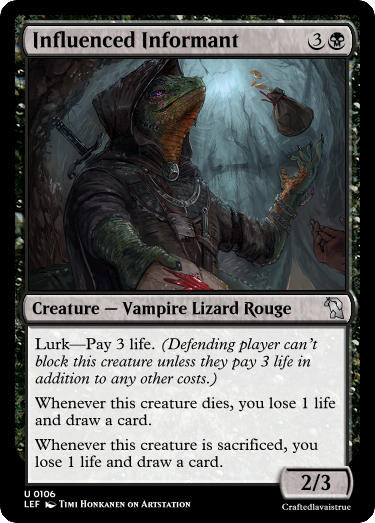 Influenced Informant 3
Creature — Vampire Lizard Rouge
Lurk—Pay 3 life. (Defending player can't
block this creature unless they pay 3 life in
addition to any other costs.)
Whenever this creature dies, you lose 1 life
and draw a card.
Whenever this creature is sacrificed, you
lose 1 life and draw a card.
2/3
U 0106
LEF Timi Honkanen on Artstation
Craftedlavaistrue